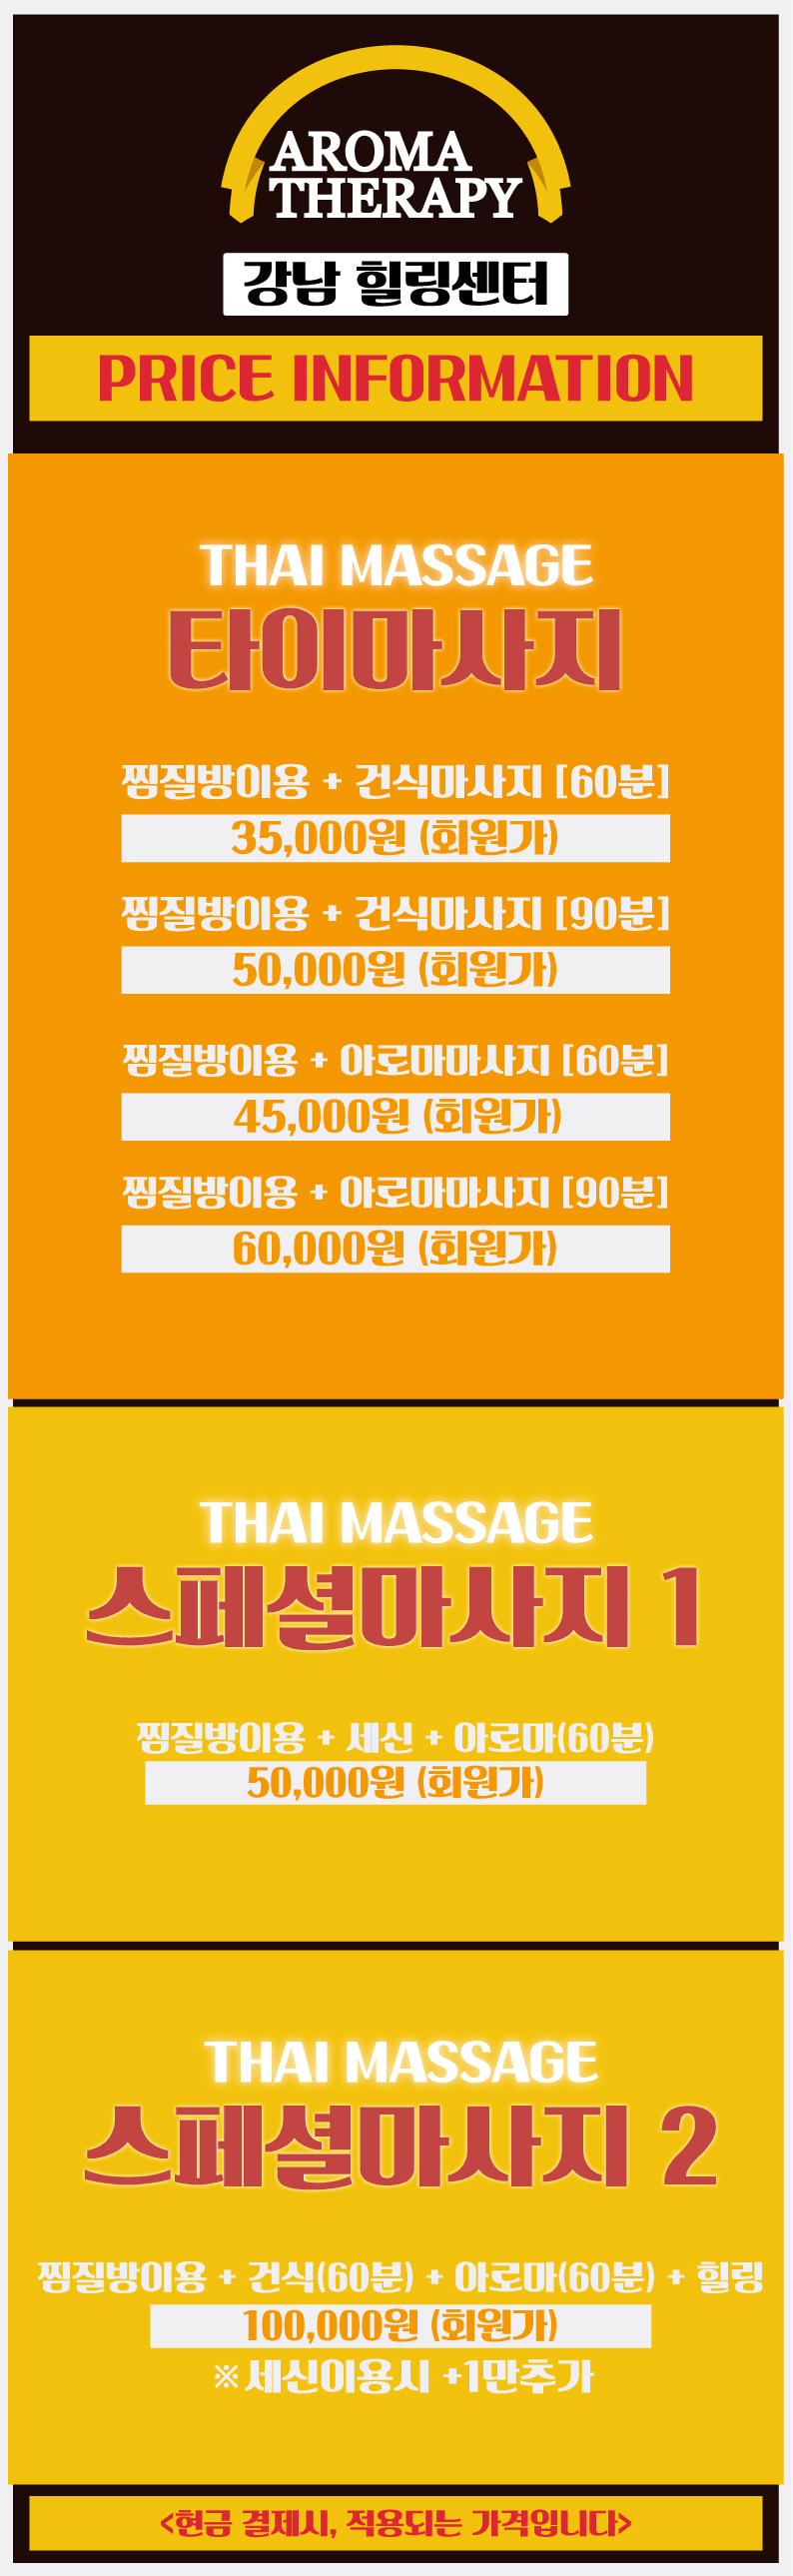 AROMA
THERAPY
강남 힐링센터
PRICE INFORMATION
THAI MASSAGE
타이마사지
찜질방이용 + 건식마사지 [60분]
35,000원 (회원가)
찜질방이용 + 건식마사지 [90분]
50,000원 (회원가)
찜질방이용 + 아로마마사지 [60분]
45,000원 (회원가)
찜질방이용 + 아로마마사지 [90분]
60,000원 (회원가)
THAI MASSAGE
스페셜마사지 1
찜질방이용 + 세신 + 아로마(60분)
50,000원 (회원가)
THAI MASSAGE
스페셜마사지 2
찜질방이용 + 건식(60분) + 아로마(60분) + 힐링
100,000원 (회원가)
※세신이용시 +1만추가
<현금 결제시, 적용되는 가격입니다>